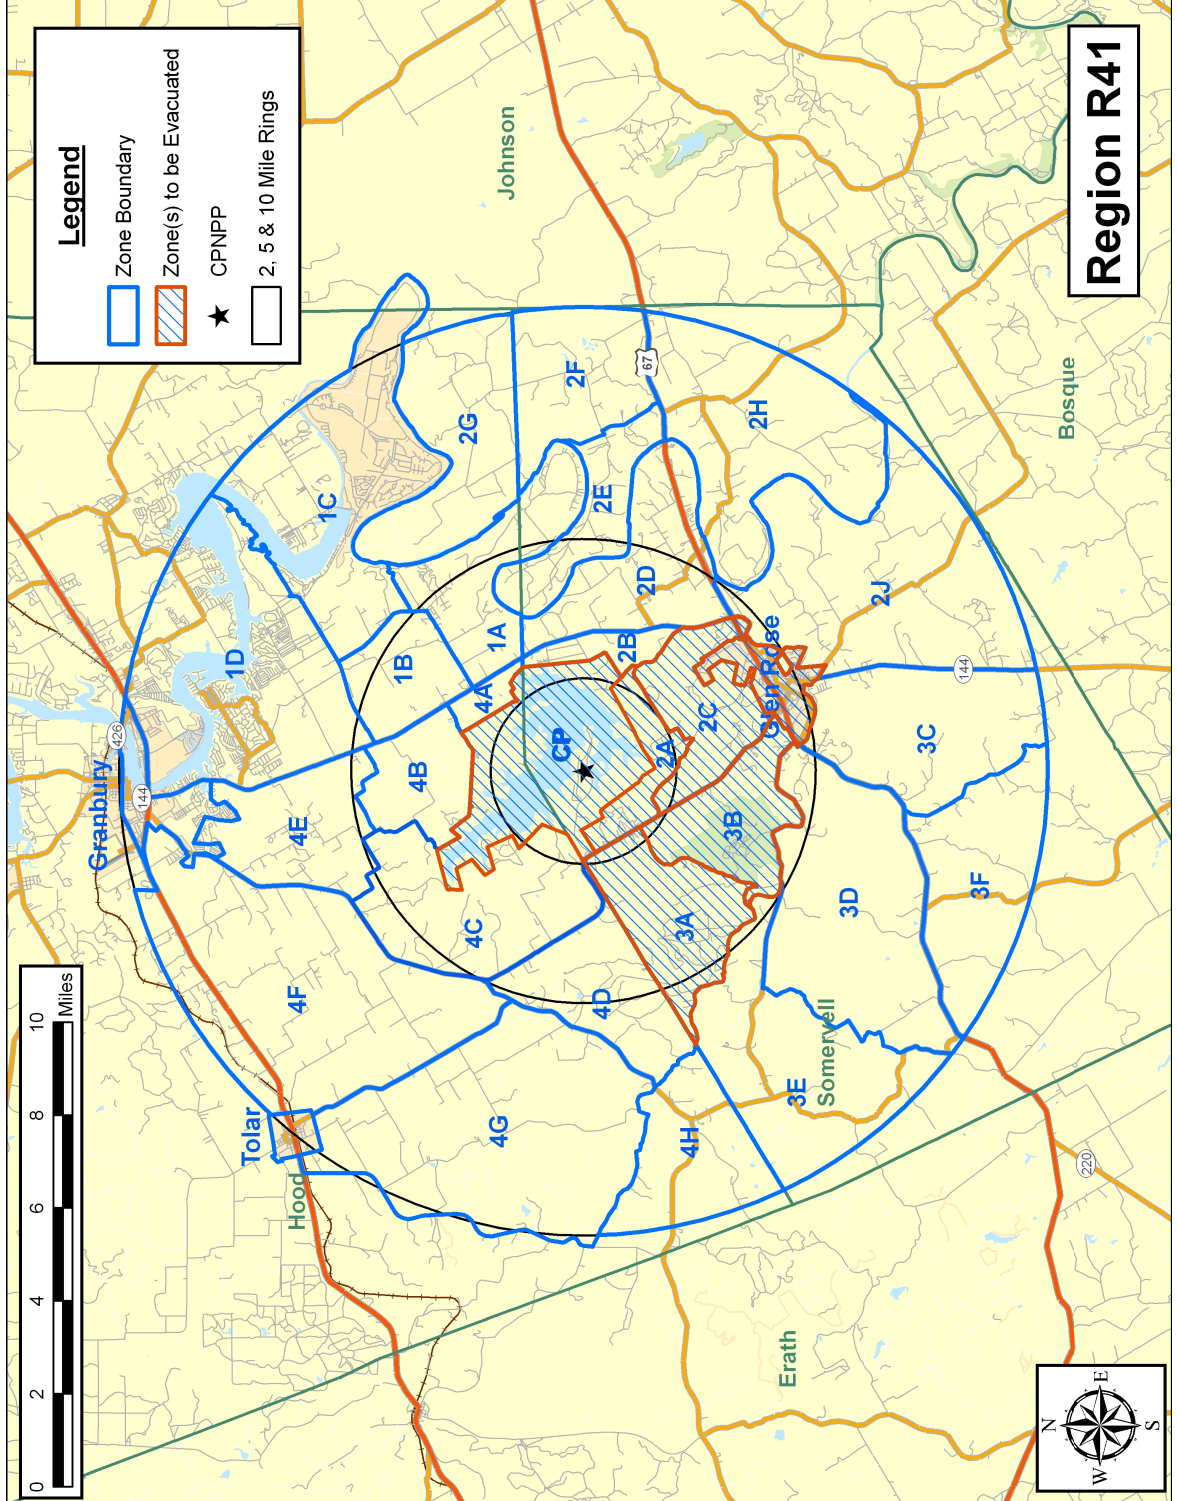 Legend
Zone Boundary
Zone(s) to be Evacuated
CPNPP
2, 5 & 10 Mile Rings
Region R41
0 2 4 6 8 10
Miles
N
W E
S
Johnson
Bosque
Somervell
Erath
Hood
Granbury
Tolar
Glen Rose
CP
1A
1B
1C
1D
2A
2B
2C
2D
2E
2F
2G
2H
2J
3A
3B
3C
3D
3E
3F
4A
4B
4C
4D
4E
4F
4G
4H
67
144
144
426
220